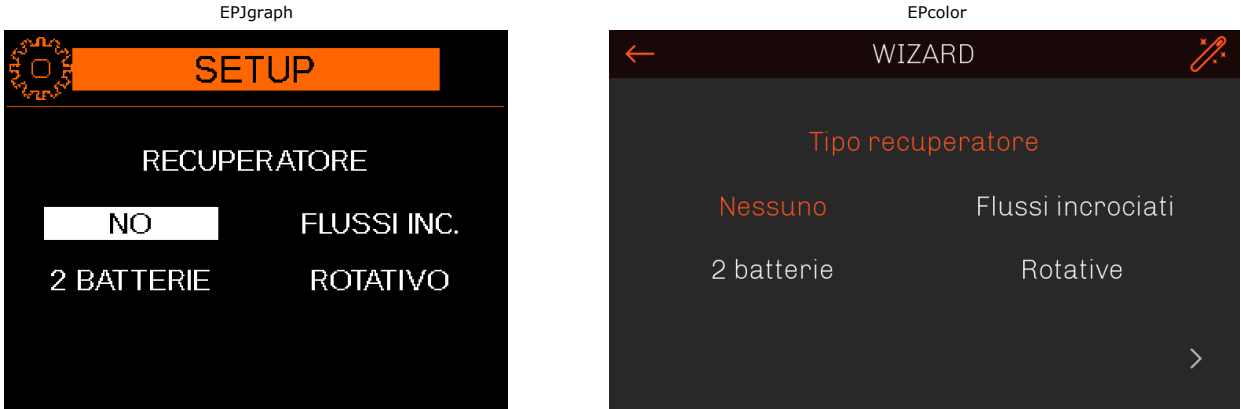 EPJgraph
SETUP
RECUPERATORE
NO FLUSSI INC.
2 BATTERIE ROTATIVO
EPcolor
WIZARD
Tipo recuperatore
Nessuno Flussi incrociati
2 batterie Rotative